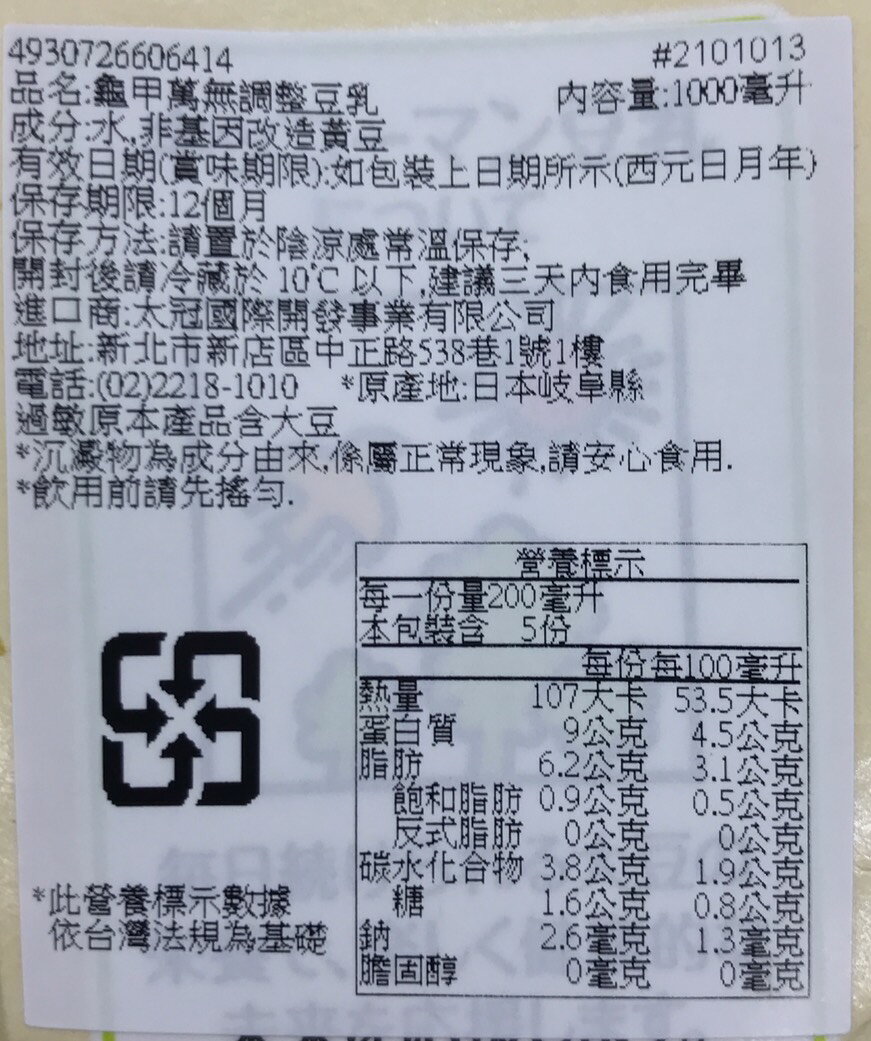 4930726606414 #2101013
品名:龜甲萬無調整豆乳 內容量:1000毫升
成分:水,非基因改造黃豆
有效日期(賞味期限):如包裝上日期所示(西元日月年)
保存期限:12個月
保存方法:請置於陰涼處常溫保存;
開封後請冷藏於 10℃ 以下,建議三天內食用完畢
進口商:太冠國際開發事業有限公司
地址:新北市新店區中正路538巷1號1樓
電話:(02)2218-1010 *原產地:日本岐阜縣
過敏原本產品含大豆
*沉澱物為成分由來,係屬正常現象,請安心食用.
*飲用前請先搖勻.
營養標示
每一份量200毫升
本包裝含 5份
每份 每100毫升
熱量 107大卡 53.5大卡
蛋白質 9公克 4.5公克
脂肪 6.2公克 3.1公克
飽和脂肪 0.9公克 0.5公克
反式脂肪 0公克 0公克
碳水化合物 3.8公克 1.9公克
糖 1.6公克 0.8公克
鈉 2.6毫克 1.3毫克
膽固醇 0毫克 0毫克
*此營養標示數據
依台灣法規為基礎